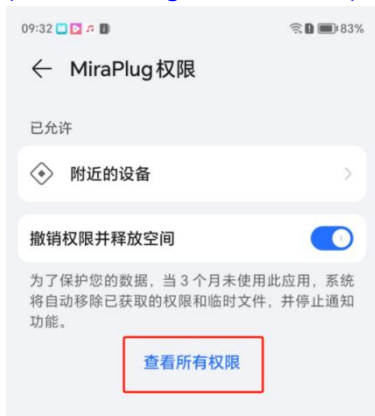 09:32 83%
MiraPlug权限
已允许
附近的设备
撤销权限并释放空间
为了保护您的数据，当 3 个月未使用此应用，系统
将自动移除已获取的权限和临时文件，并停止通知
功能。
查看所有权限